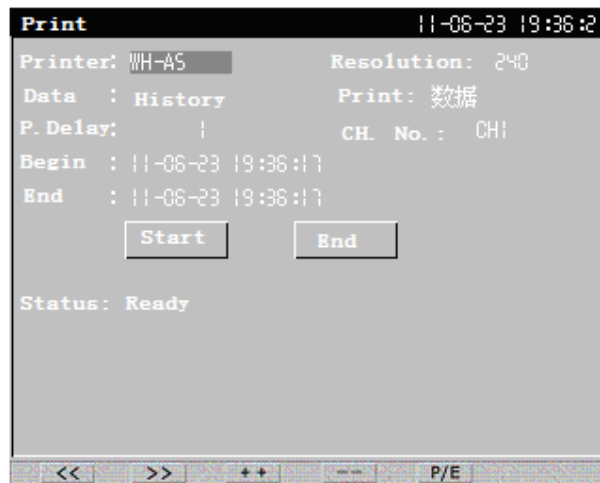 Print 11-06-23 19:36:2
Printer: WH-A5 Resolution: 240
Data : History Print: 数据
P.Delay: 1 CH. No.: CH1
Begin : 11-06-23 19:36:17
End : 11-06-23 19:36:17
Start End
Status: Ready
<< >> ++ -- P/E